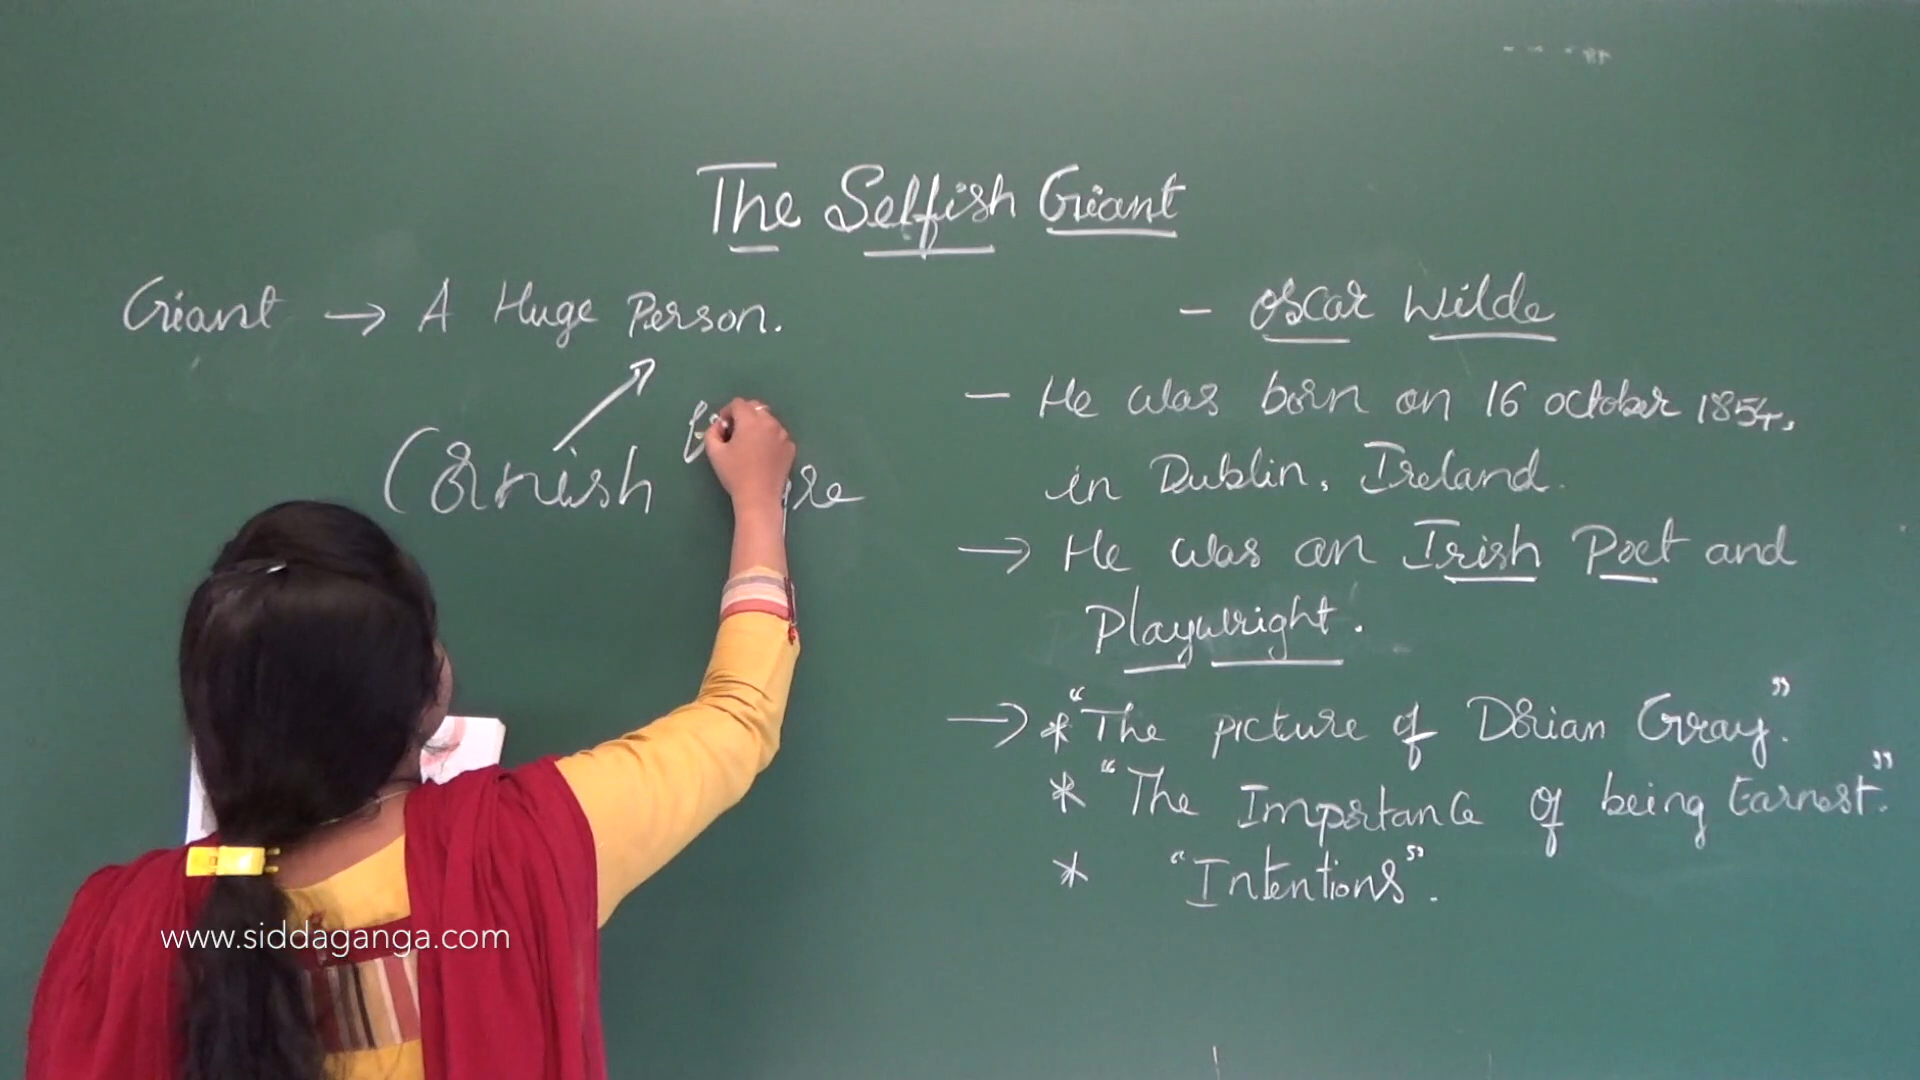 The Selfish Giant
Giant → A Huge Person.
Cornish
- Oscar Wilde
- He was born on 16 october 1854,
in Dublin, Ireland.
→ He was an Irish Poet and
Playwright.
→ * "The picture of Dorian Gray".
* "The Importance of being Earnest."
* "Intentions".
www.siddaganga.com